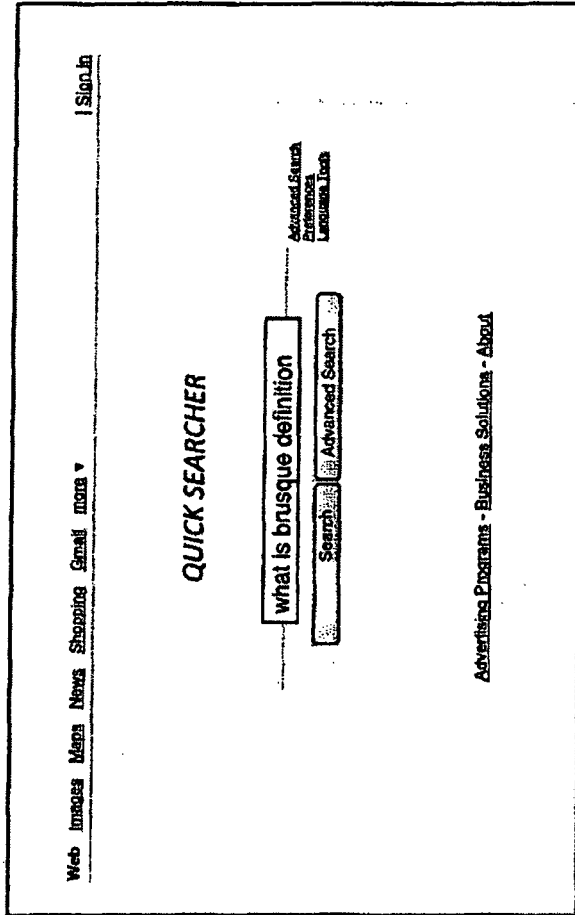 Web Images Maps News Shopping Gmail more ▼ | Sign in
QUICK SEARCHER
what is brusque definition
Advanced Search
Preferences
Language Tools
Search Advanced Search
Advertising Programs - Business Solutions - About